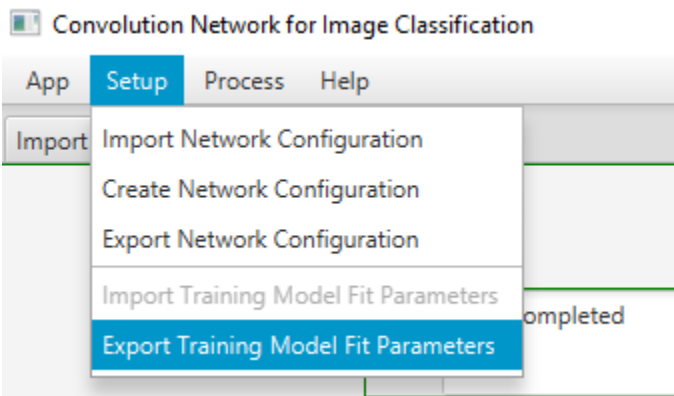 Convolution Network for Image Classification
App Setup Process Help
Import
Import Network Configuration
Create Network Configuration
Export Network Configuration
Import Training Model Fit Parameters
Export Training Model Fit Parameters